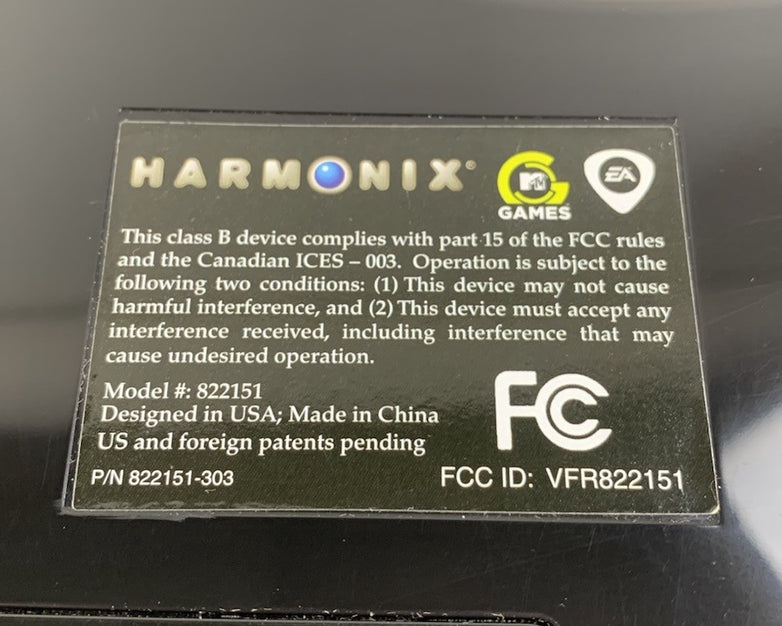 HARMONIX®
MTV
GAMES
EA
This class B device complies with part 15 of the FCC rules
and the Canadian ICES – 003. Operation is subject to the
following two conditions: (1) This device may not cause
harmful interference, and (2) This device must accept any
interference received, including interference that may
cause undesired operation.
Model #: 822151
Designed in USA; Made in China
US and foreign patents pending
P/N 822151-303
FC
FCC ID: VFR822151